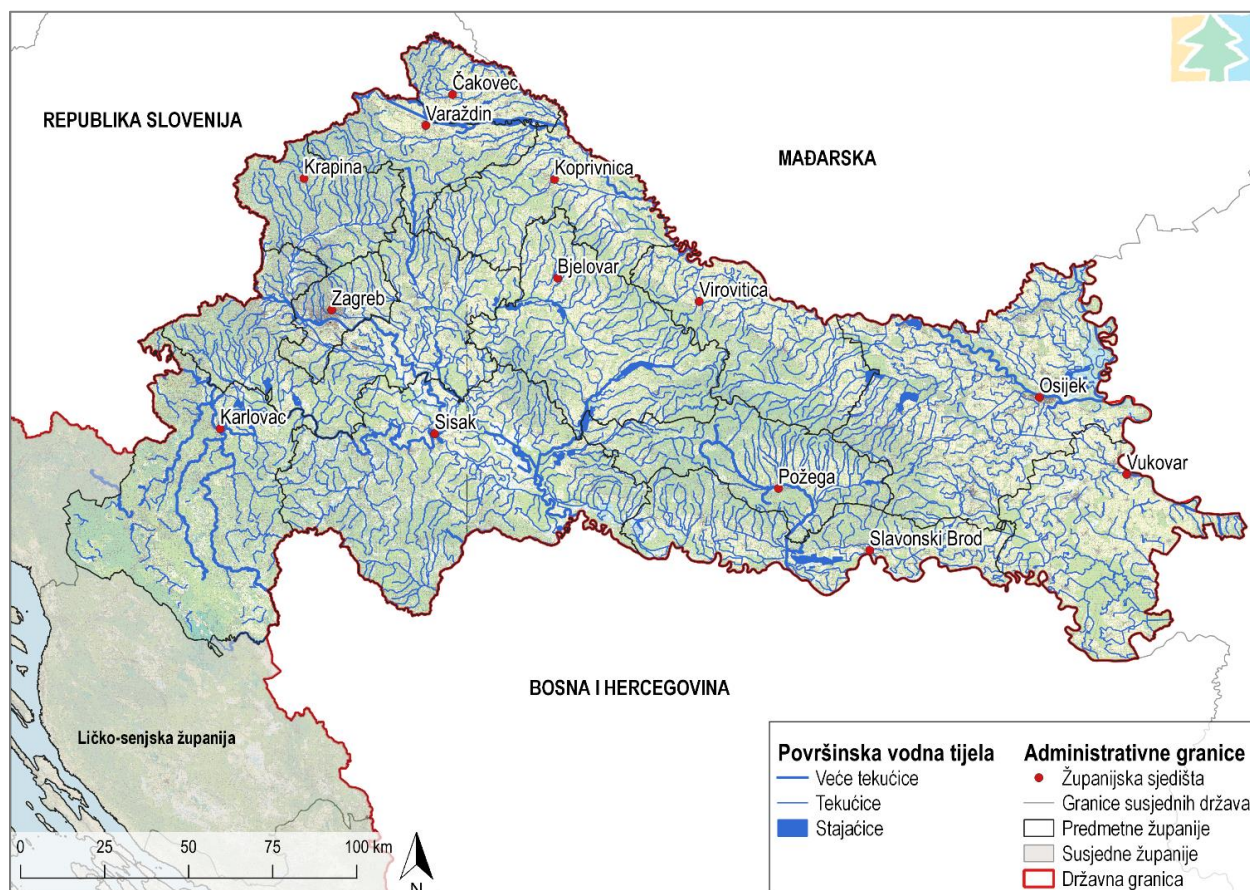 REPUBLIKA SLOVENIJA
MAĐARSKA
Čakovec
Varaždin
Krapina
Koprivnica
Bjelovar
Virovitica
Zagreb
Osijek
Karlovac
Sisak
Vukovar
Požega
Slavonski Brod
BOSNA I HERCEGOVINA
Ličko-senjska županija
Površinska vodna tijela
Veće tekućice
Tekućice
Stajaćice
Administrativne granice
Županijska sjedišta
Granice susjednih država
Predmetne županije
Susjedne županije
Državna granica
0 25 50 75 100 km
N